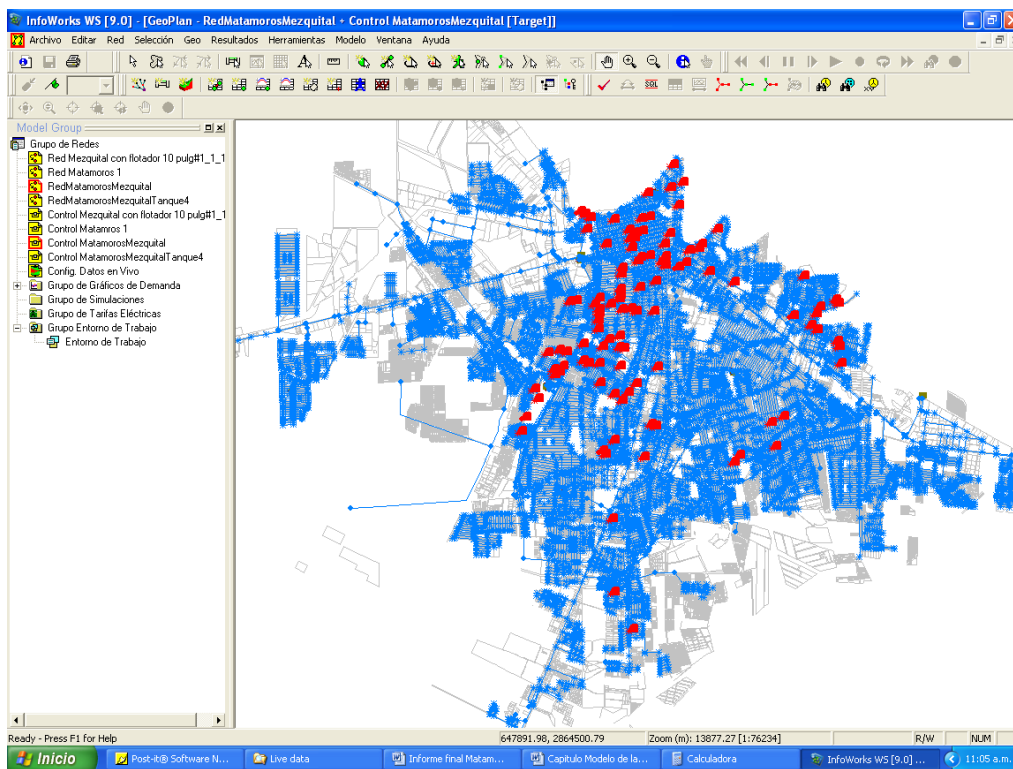 InfoWorks WS [9.0] - [GeoPlan - RedMatamorosMezquital + Control MatamorosMezquital [Target]]
Archivo Editar Red Selección Geo Resultados Herramientas Modelo Ventana Ayuda
SQL
Model Group
Grupo de Redes
Red Mezquital con flotador 10 pulg#1_1_1
Red Matamoros 1
RedMatamorosMezquital
RedMatamorosMezquitalTanque4
Control Mezquital con flotador 10 pulg#1_1
Control Matamros 1
Control MatamorosMezquital
Control MatamorosMezquitalTanque4
Config. Datos en Vivo
Grupo de Gráficos de Demanda
Grupo de Simulaciones
Grupo de Tarifas Eléctricas
Grupo Entorno de Trabajo
Entorno de Trabajo
Ready - Press F1 for Help
647891.98, 2864500.79
Zoom (m): 13877.27 [1:76234]
R/W
NUM
Inicio
Post-it® Software N...
Live data
Informe final Matam...
Capitulo Modelo de la...
Calculadora
InfoWorks WS [9.0] ...
11:05 a.m.